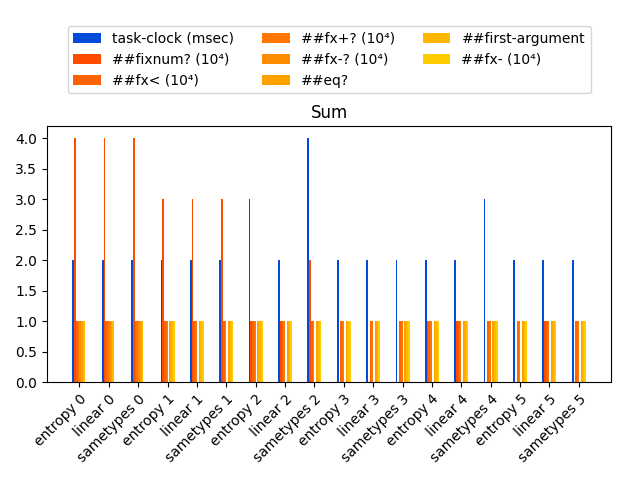 task-clock (msec) ##fx+? (10⁴) ##first-argument
##fixnum? (10⁴) ##fx-? (10⁴) ##fx- (10⁴)
##fx< (10⁴) ##eq?
Sum
4.0
3.5
3.0
2.5
2.0
1.5
1.0
0.5
0.0
entropy 0
linear 0
sametypes 0
entropy 1
linear 1
sametypes 1
entropy 2
linear 2
sametypes 2
entropy 3
linear 3
sametypes 3
entropy 4
linear 4
sametypes 4
entropy 5
linear 5
sametypes 5